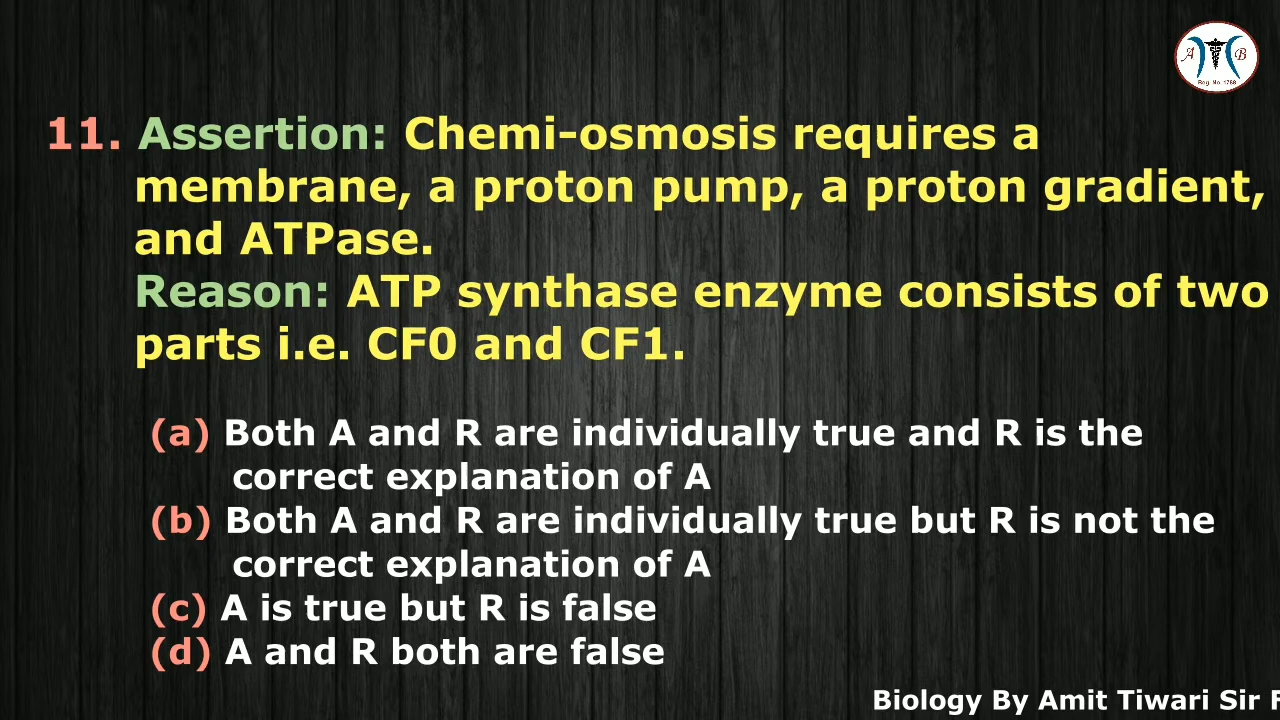 A B
Reg No 1768
11. Assertion: Chemi-osmosis requires a
membrane, a proton pump, a proton gradient,
and ATPase.
Reason: ATP synthase enzyme consists of two
parts i.e. CF0 and CF1.
(a) Both A and R are individually true and R is the
correct explanation of A
(b) Both A and R are individually true but R is not the
correct explanation of A
(c) A is true but R is false
(d) A and R both are false
Biology By Amit Tiwari Sir